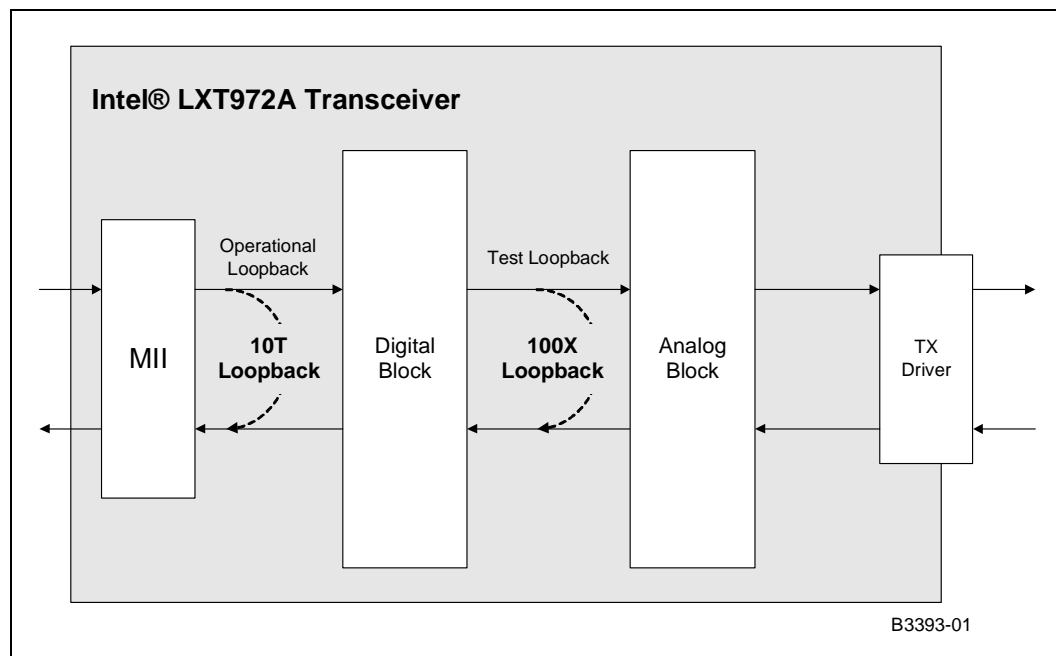 Intel® LXT972A Transceiver
Operational
Loopback
Test Loopback
MII
10T
Loopback
Digital
Block
100X
Loopback
Analog
Block
TX
Driver
B3393-01